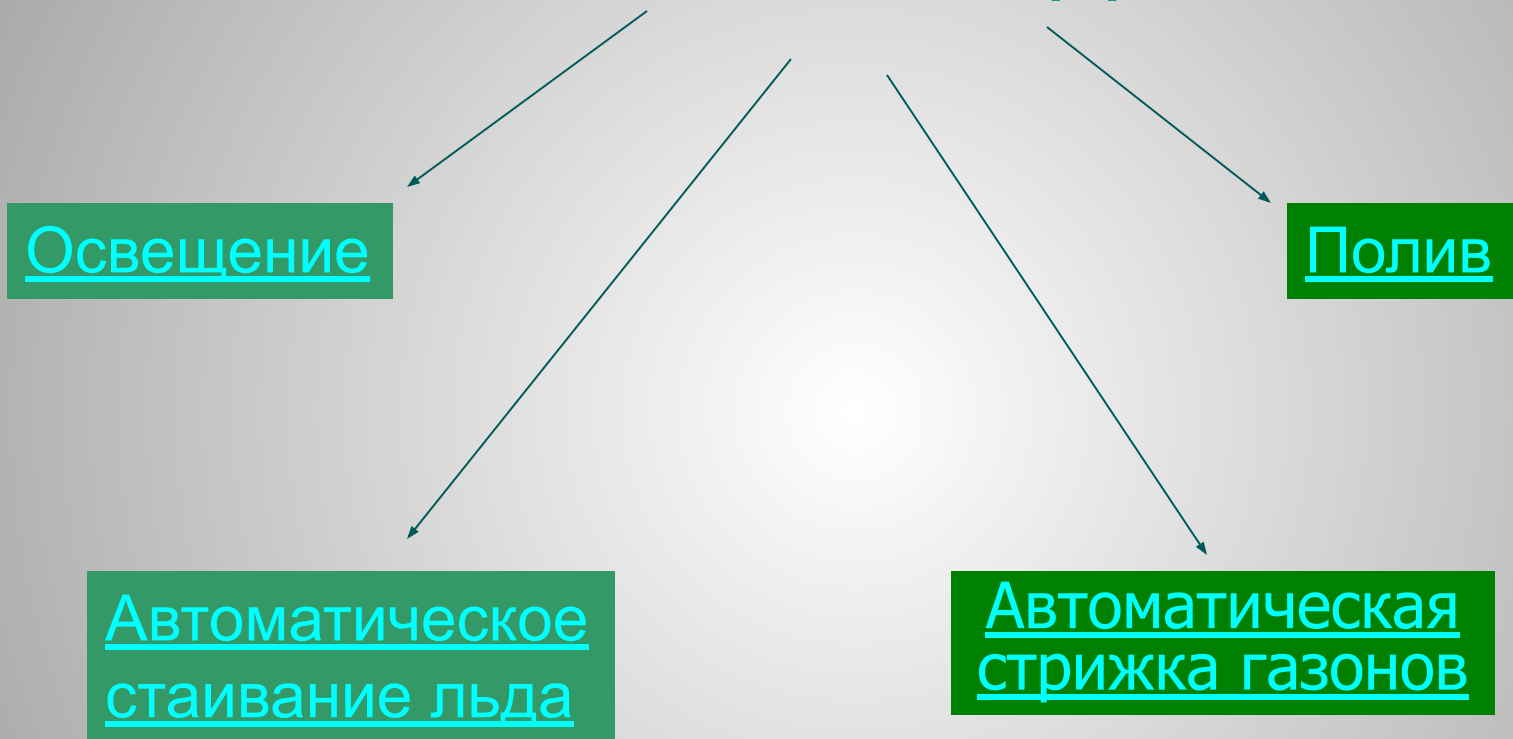 Освещение
Полив
Автоматическое
стаивание льда
Автоматическая
стрижка газонов